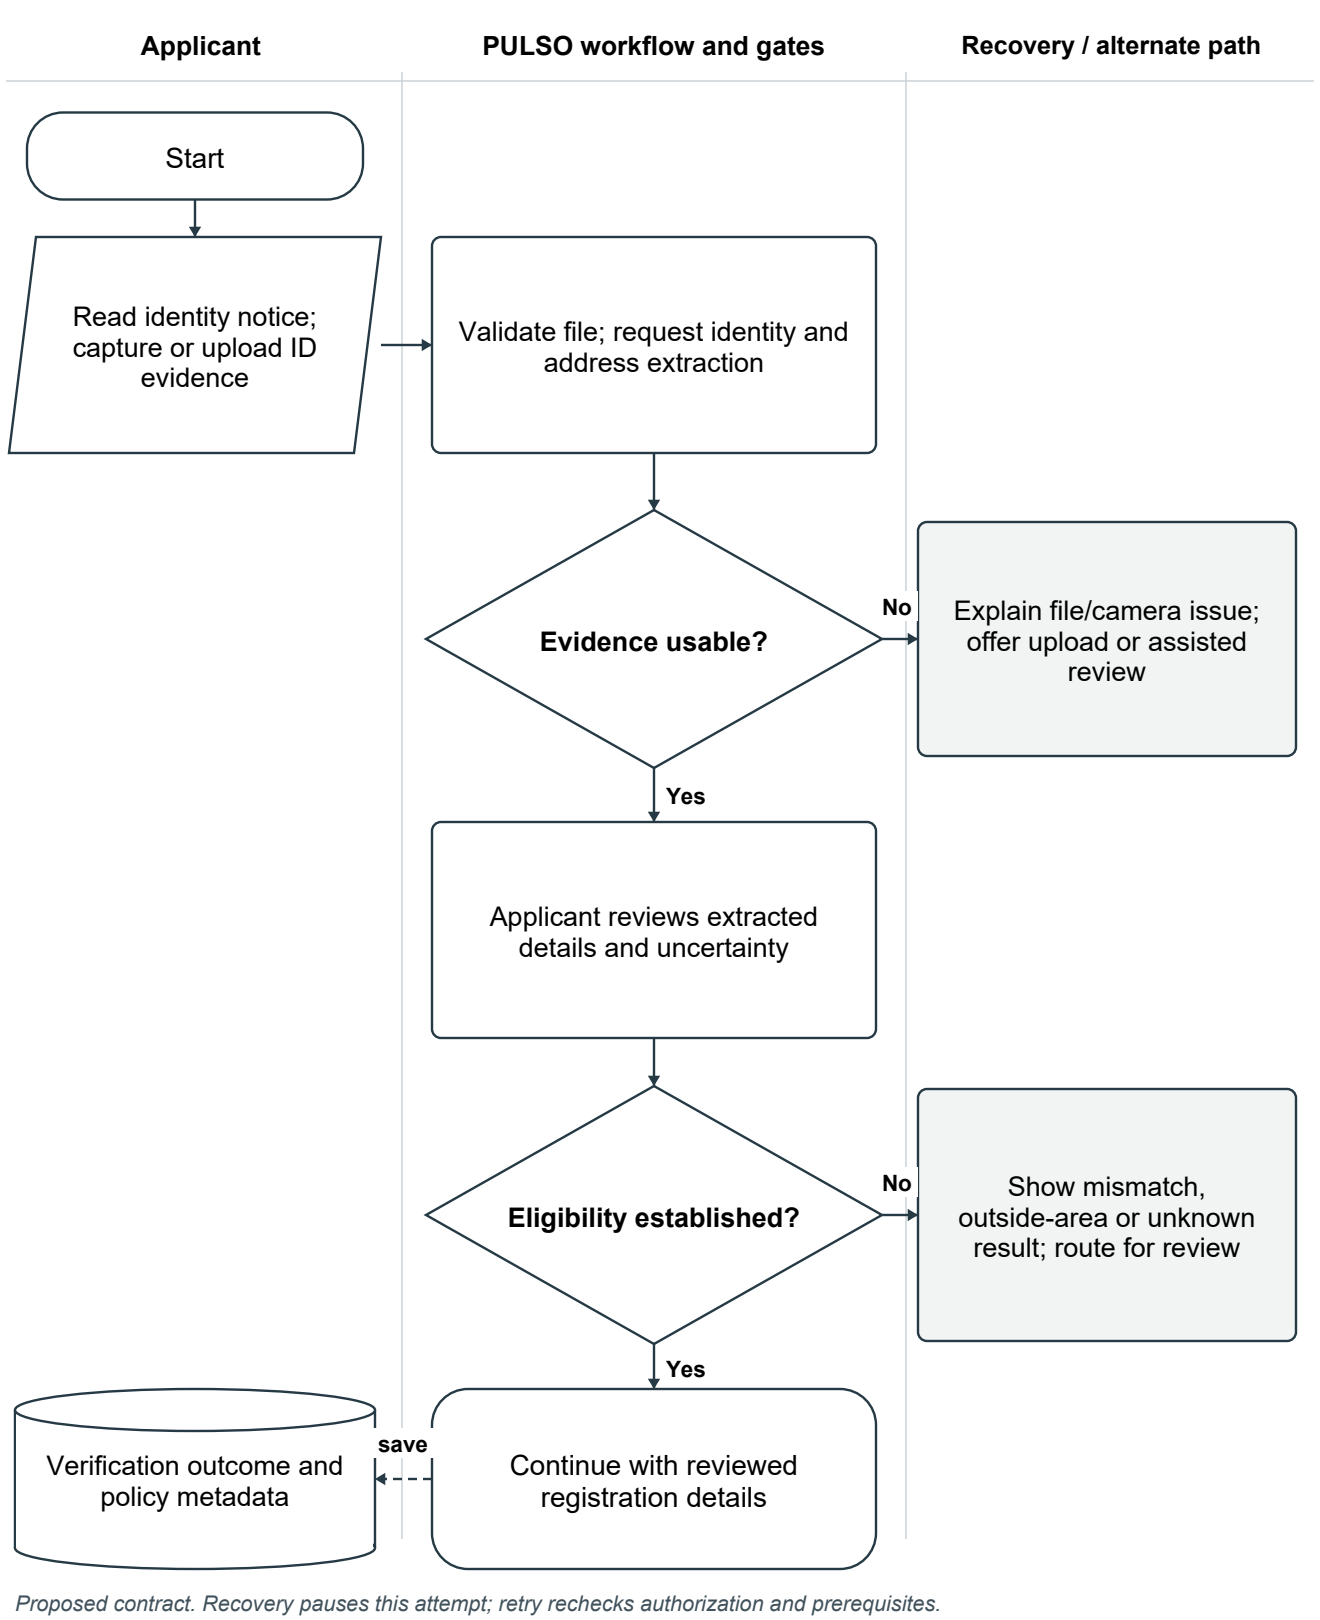 Applicant
PULSO workflow and gates
Recovery / alternate path
Start
Read identity notice;
capture or upload ID
evidence
Validate file; request identity and
address extraction
Evidence usable?
No
Explain file/camera issue;
offer upload or assisted
review
Yes
Applicant reviews extracted
details and uncertainty
Eligibility established?
No
Show mismatch,
outside-area or unknown
result; route for review
Yes
Verification outcome and
policy metadata
save
Continue with reviewed
registration details
Proposed contract. Recovery pauses this attempt; retry rechecks authorization and prerequisites.